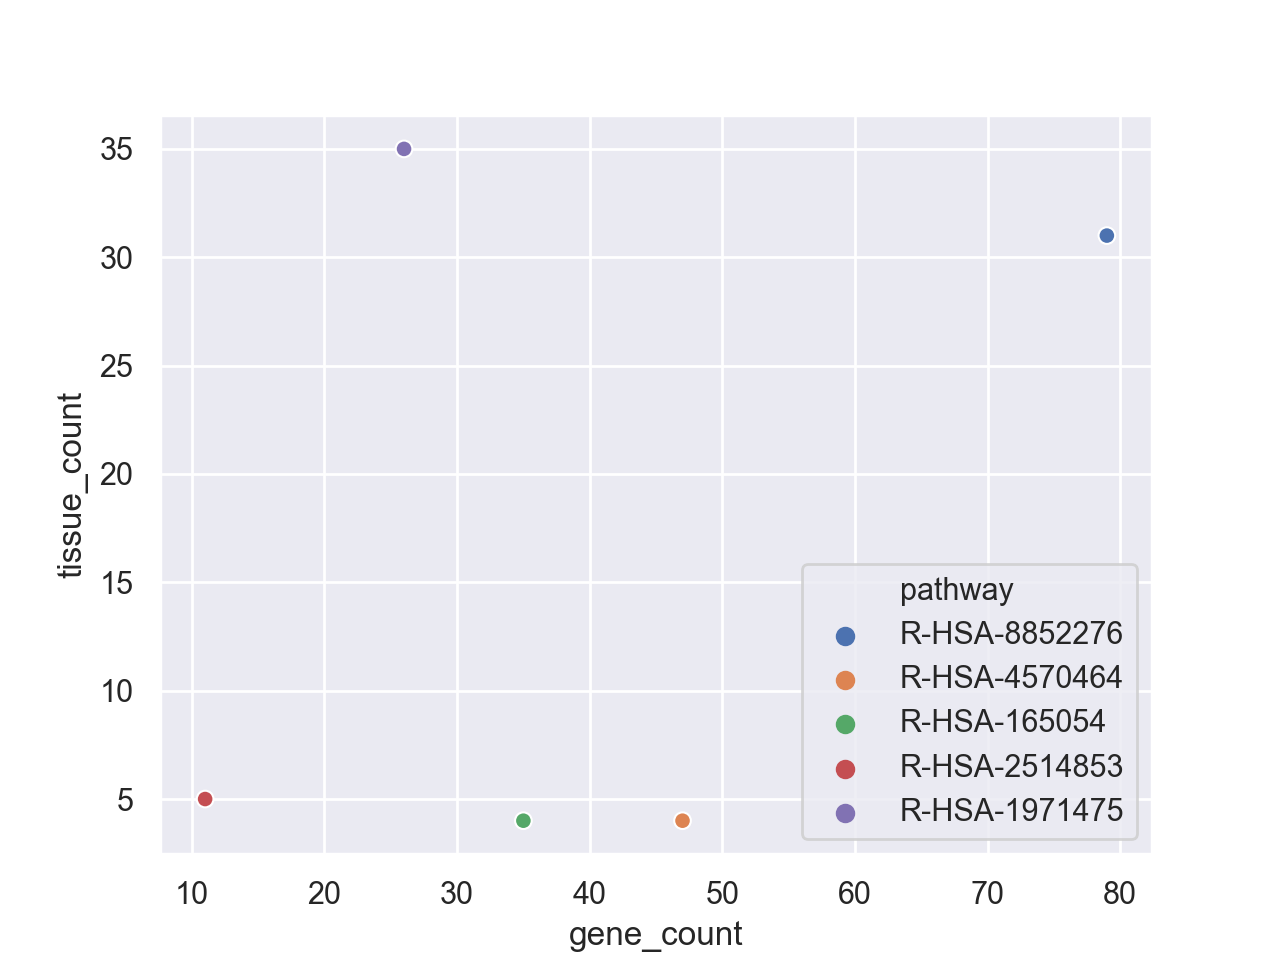 35
30
25
20
15
10
5
tissue_count
pathway
R-HSA-8852276
R-HSA-4570464
R-HSA-165054
R-HSA-2514853
R-HSA-1971475
10 20 30 40 50 60 70 80
gene_count